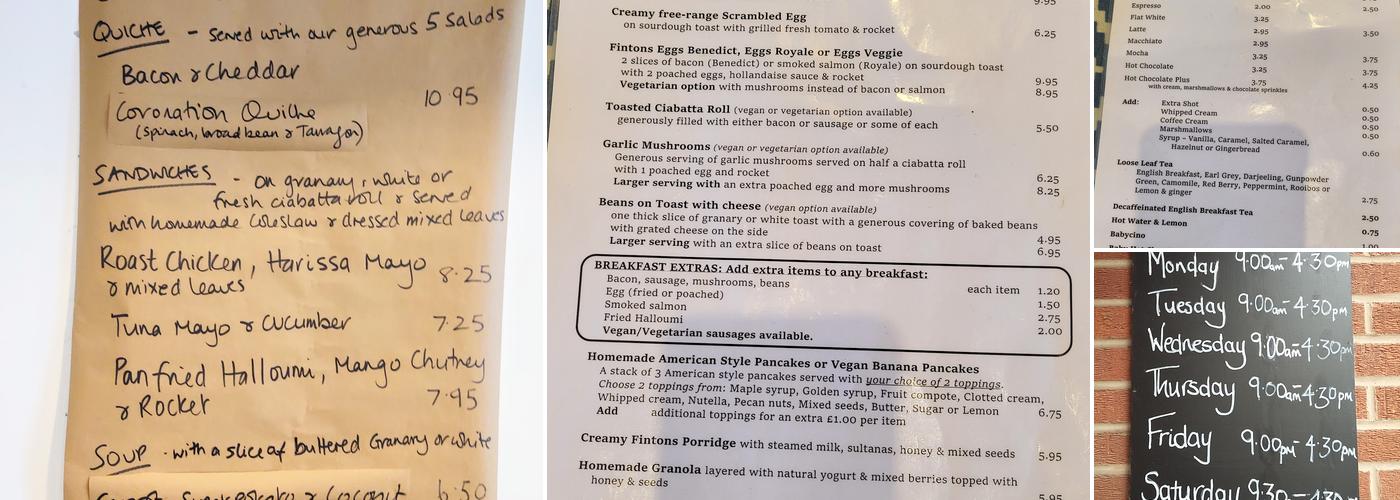 QUICHE - served with our generous 5 Salads
Bacon & Cheddar
10.95
Coronation Quiche
(Spinach, broad bean & Tarragon)
SANDWICHES - on granary, white or
fresh ciabatta roll & served
with homemade coleslaw & dressed mixed leaves
Roast Chicken, Harissa Mayo
& mixed leaves 8.25
Tuna Mayo & Cucumber 7.25
Panfried Halloumi, Mango Chutney
& Rocket 7.95
SOUP - with a slice of buttered Granary or white
& Coconut 6.50
9.95
Creamy free-range Scrambled Egg
on sourdough toast with grilled fresh tomato & rocket 6.25
Fintons Eggs Benedict, Eggs Royale or Eggs Veggie
2 slices of bacon (Benedict) or smoked salmon (Royale) on sourdough toast
with 2 poached eggs, hollandaise sauce & rocket 9.95
Vegetarian option with mushrooms instead of bacon or salmon 8.95
Toasted Ciabatta Roll (vegan or vegetarian option available)
generously filled with either bacon or sausage or some of each 5.50
Garlic Mushrooms (vegan or vegetarian option available)
Generous serving of garlic mushrooms served on half a ciabatta roll
with 1 poached egg and rocket 6.25
Larger serving with an extra poached egg and more mushrooms 8.25
Beans on Toast with cheese (vegan option available)
one thick slice of granary or white toast with a generous covering of baked beans
with grated cheese on the side 4.95
Larger serving with an extra slice of beans on toast 6.95
BREAKFAST EXTRAS: Add extra items to any breakfast:
Bacon, sausage, mushrooms, beans each item 1.20
Egg (fried or poached) 1.50
Smoked salmon 2.75
Fried Halloumi 2.00
Vegan/Vegetarian sausages available.
Homemade American Style Pancakes or Vegan Banana Pancakes
A stack of 3 American style pancakes served with your choice of 2 toppings.
Choose 2 toppings from: Maple syrup, Golden syrup, Fruit compote, Clotted cream,
Whipped cream, Nutella, Pecan nuts, Mixed seeds, Butter, Sugar or Lemon 6.75
Add additional toppings for an extra £1.00 per item
Creamy Fintons Porridge with steamed milk, sultanas, honey & mixed seeds 5.95
Homemade Granola layered with natural yogurt & mixed berries topped with
honey & seeds 5.95
Espresso 2.00 2.50
Flat White 3.25
Latte 2.95 3.50
Macchiato
Mocha 3.25 3.75
Hot Chocolate 3.25 3.75
Hot Chocolate Plus 3.75 4.25
with cream, marshmallows & chocolate sprinkles
Add: Extra Shot 0.50
Whipped Cream 0.50
Coffee Cream 0.50
Marshmallows 0.50
Syrup – Vanilla, Caramel, Salted Caramel,
Hazelnut or Gingerbread 0.60
Loose Leaf Tea
English Breakfast, Earl Grey, Darjeeling, Gunpowder
Green, Camomile, Red Berry, Peppermint, Rooibos or
Lemon & ginger 2.75
Decaffeinated English Breakfast Tea 2.50
Hot Water & Lemon 0.75
Babycino 1.00
Monday 9.00am-4.30pm
Tuesday 9.00am-4.30pm
Wednesday 9.00am-4.30pm
Thursday 9.00am-4.30pm
Friday 9.00pm-4.30pm
Saturday 9.30-4.30pm